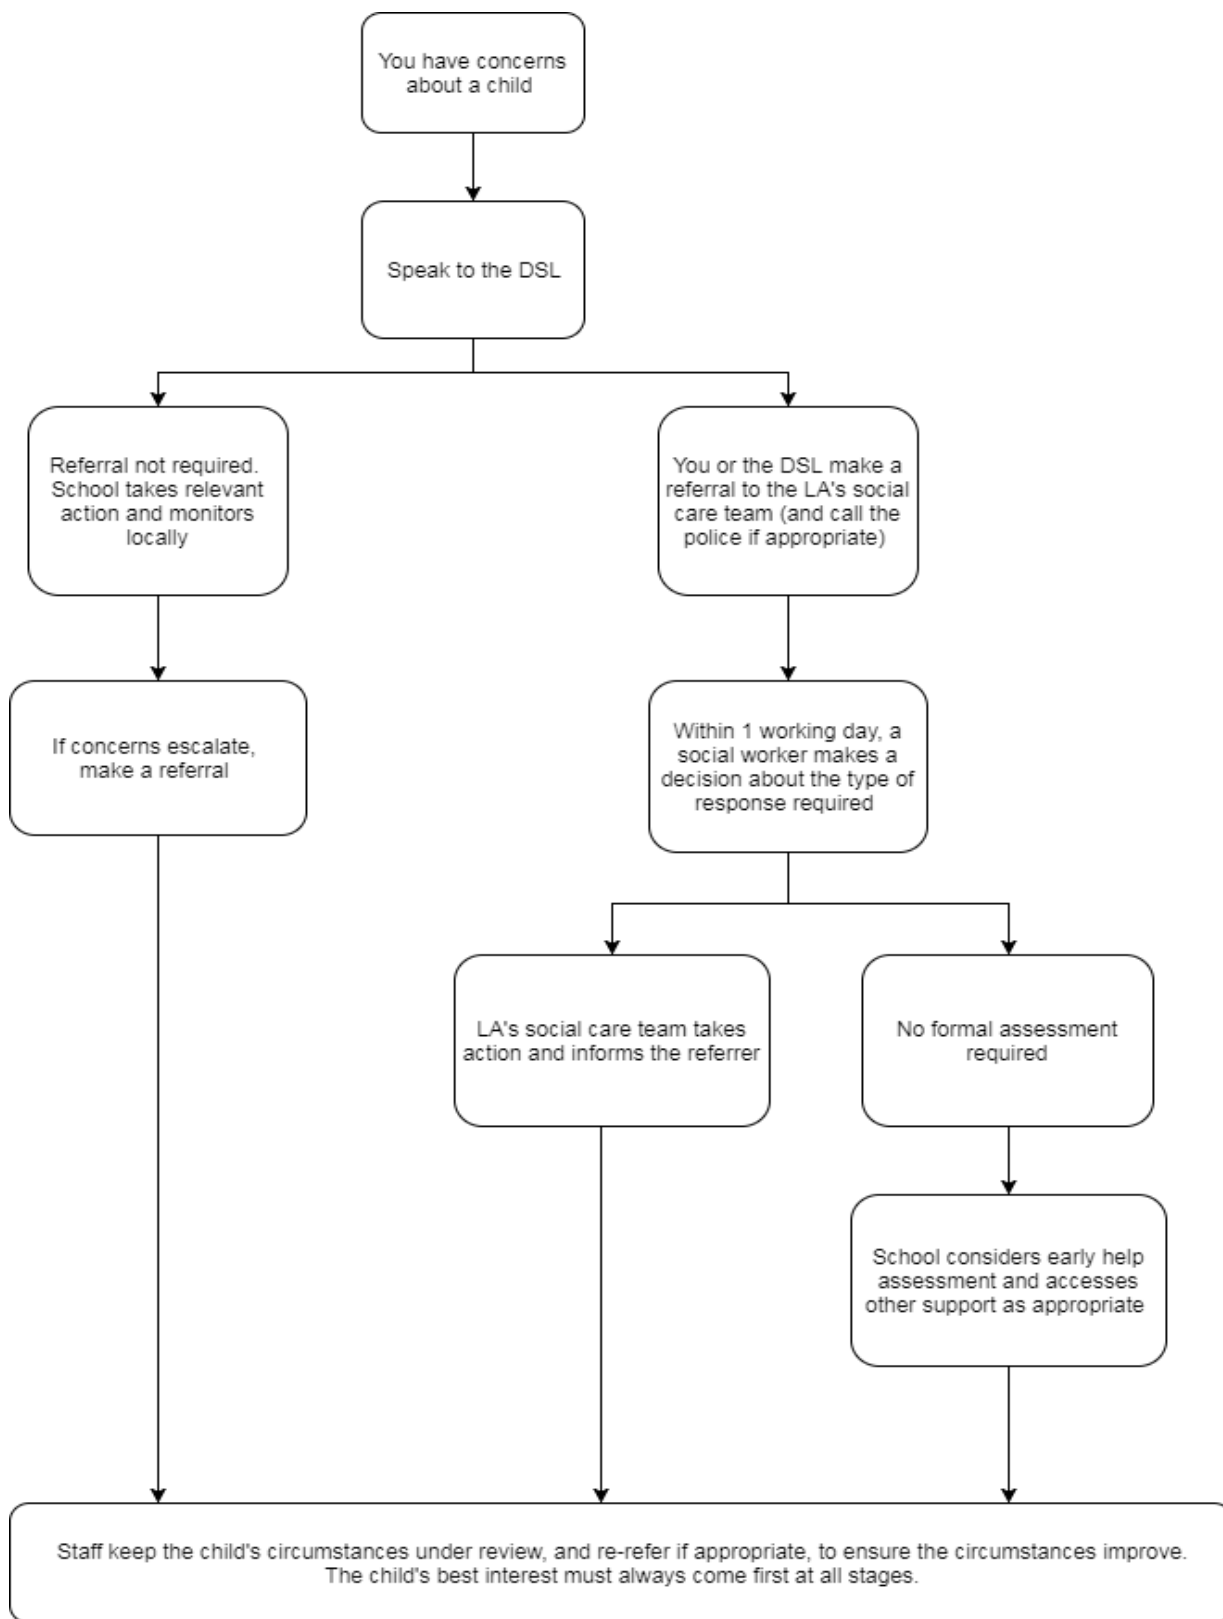 You have concerns
about a child
Speak to the DSL
Referral not required.
School takes relevant
action and monitors
locally
You or the DSL make a
referral to the LA's social
care team (and call the
police if appropriate)
If concerns escalate,
make a referral
Within 1 working day, a
social worker makes a
decision about the type of
response required
LA's social care team takes
action and informs the referrer
No formal assessment
required
School considers early help
assessment and accesses
other support as appropriate
Staff keep the child's circumstances under review, and re-refer if appropriate, to ensure the circumstances improve.
The child's best interest must always come first at all stages.